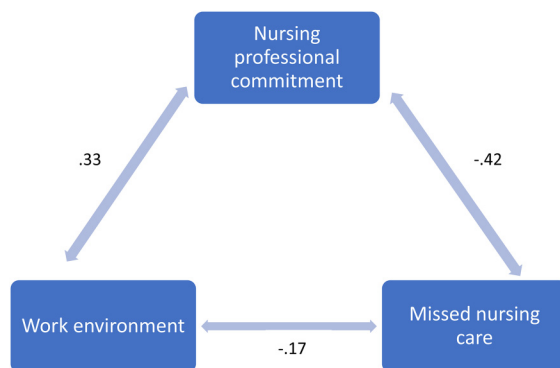 Nursing
professional
commitment
.33
-.42
Work environment
Missed nursing
care
-.17